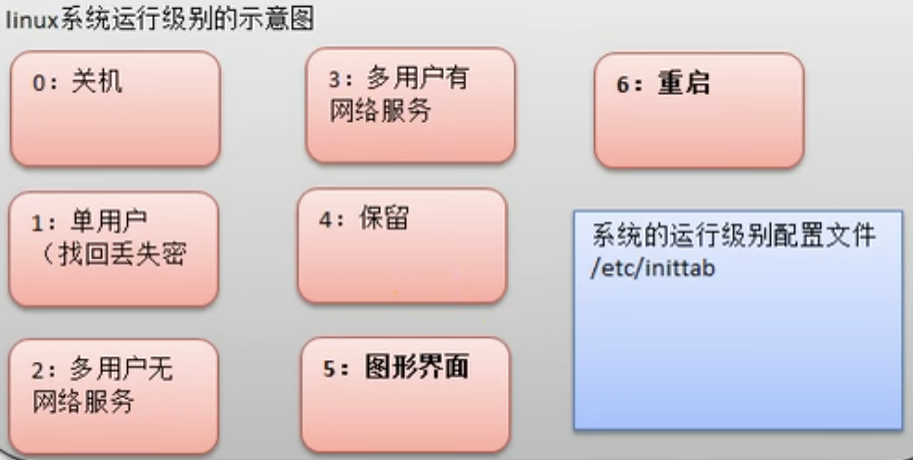 linux系统运行级别的示意图
0：关机
1：单用户
（找回丢失密
2：多用户无
网络服务
3：多用户有
网络服务
4：保留
5：图形界面
6：重启
系统的运行级别配置文件
/etc/inittab